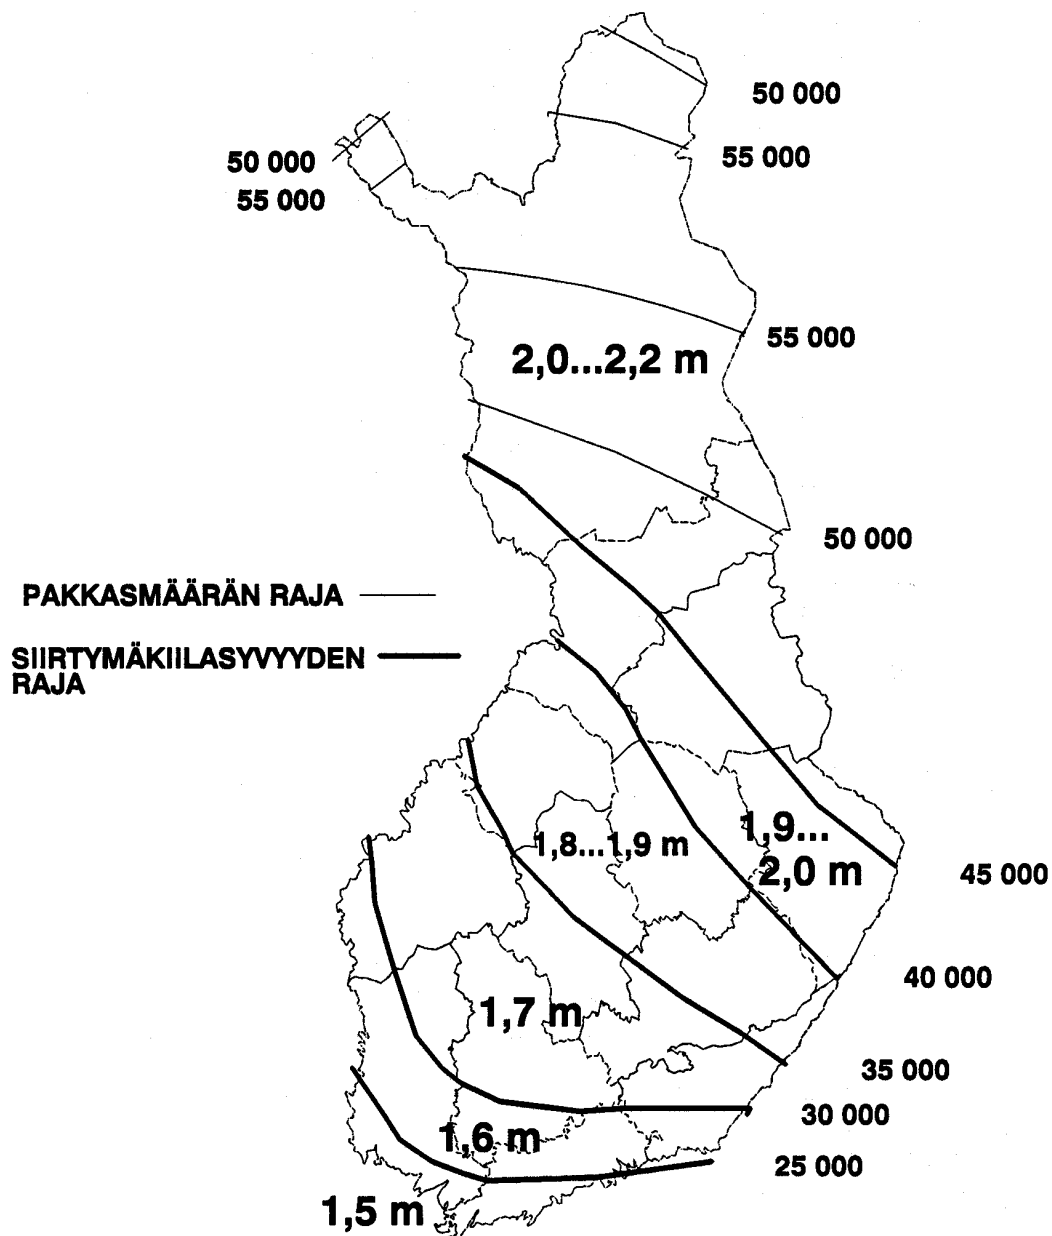 50 000
55 000
50 000
55 000
55 000
2,0...2,2 m
50 000
PAKKASMÄÄRÄN RAJA
SIIRTYMÄKIILASYVYYDEN
RAJA
1,9...
2,0 m
1,8...1,9 m
45 000
40 000
1,7 m
35 000
30 000
1,6 m
25 000
1,5 m